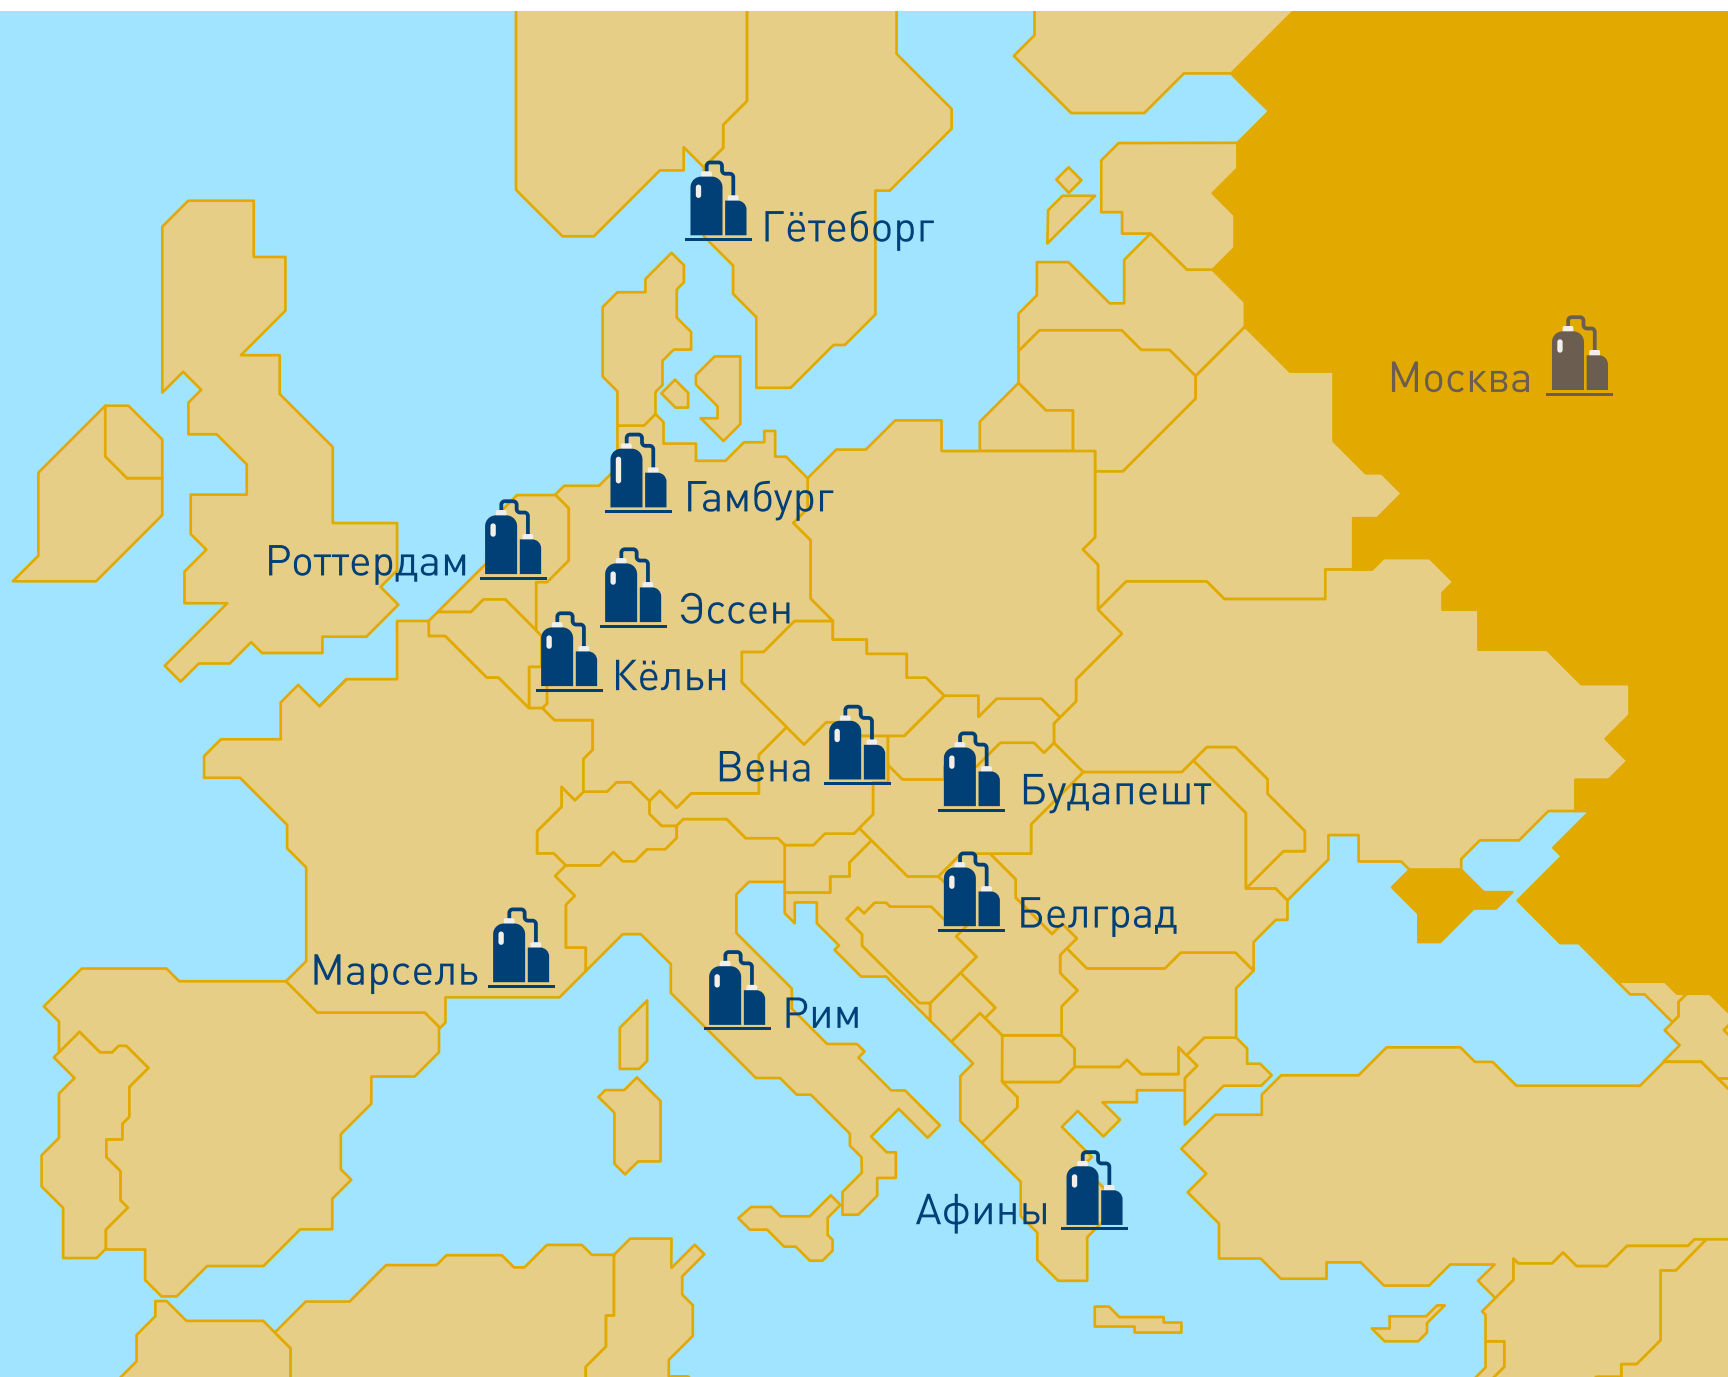 Гётеборг
Москва
Гамбург
Роттердам
Эссен
Кёльн
Вена
Будапешт
Белград
Марсель
Рим
Афины